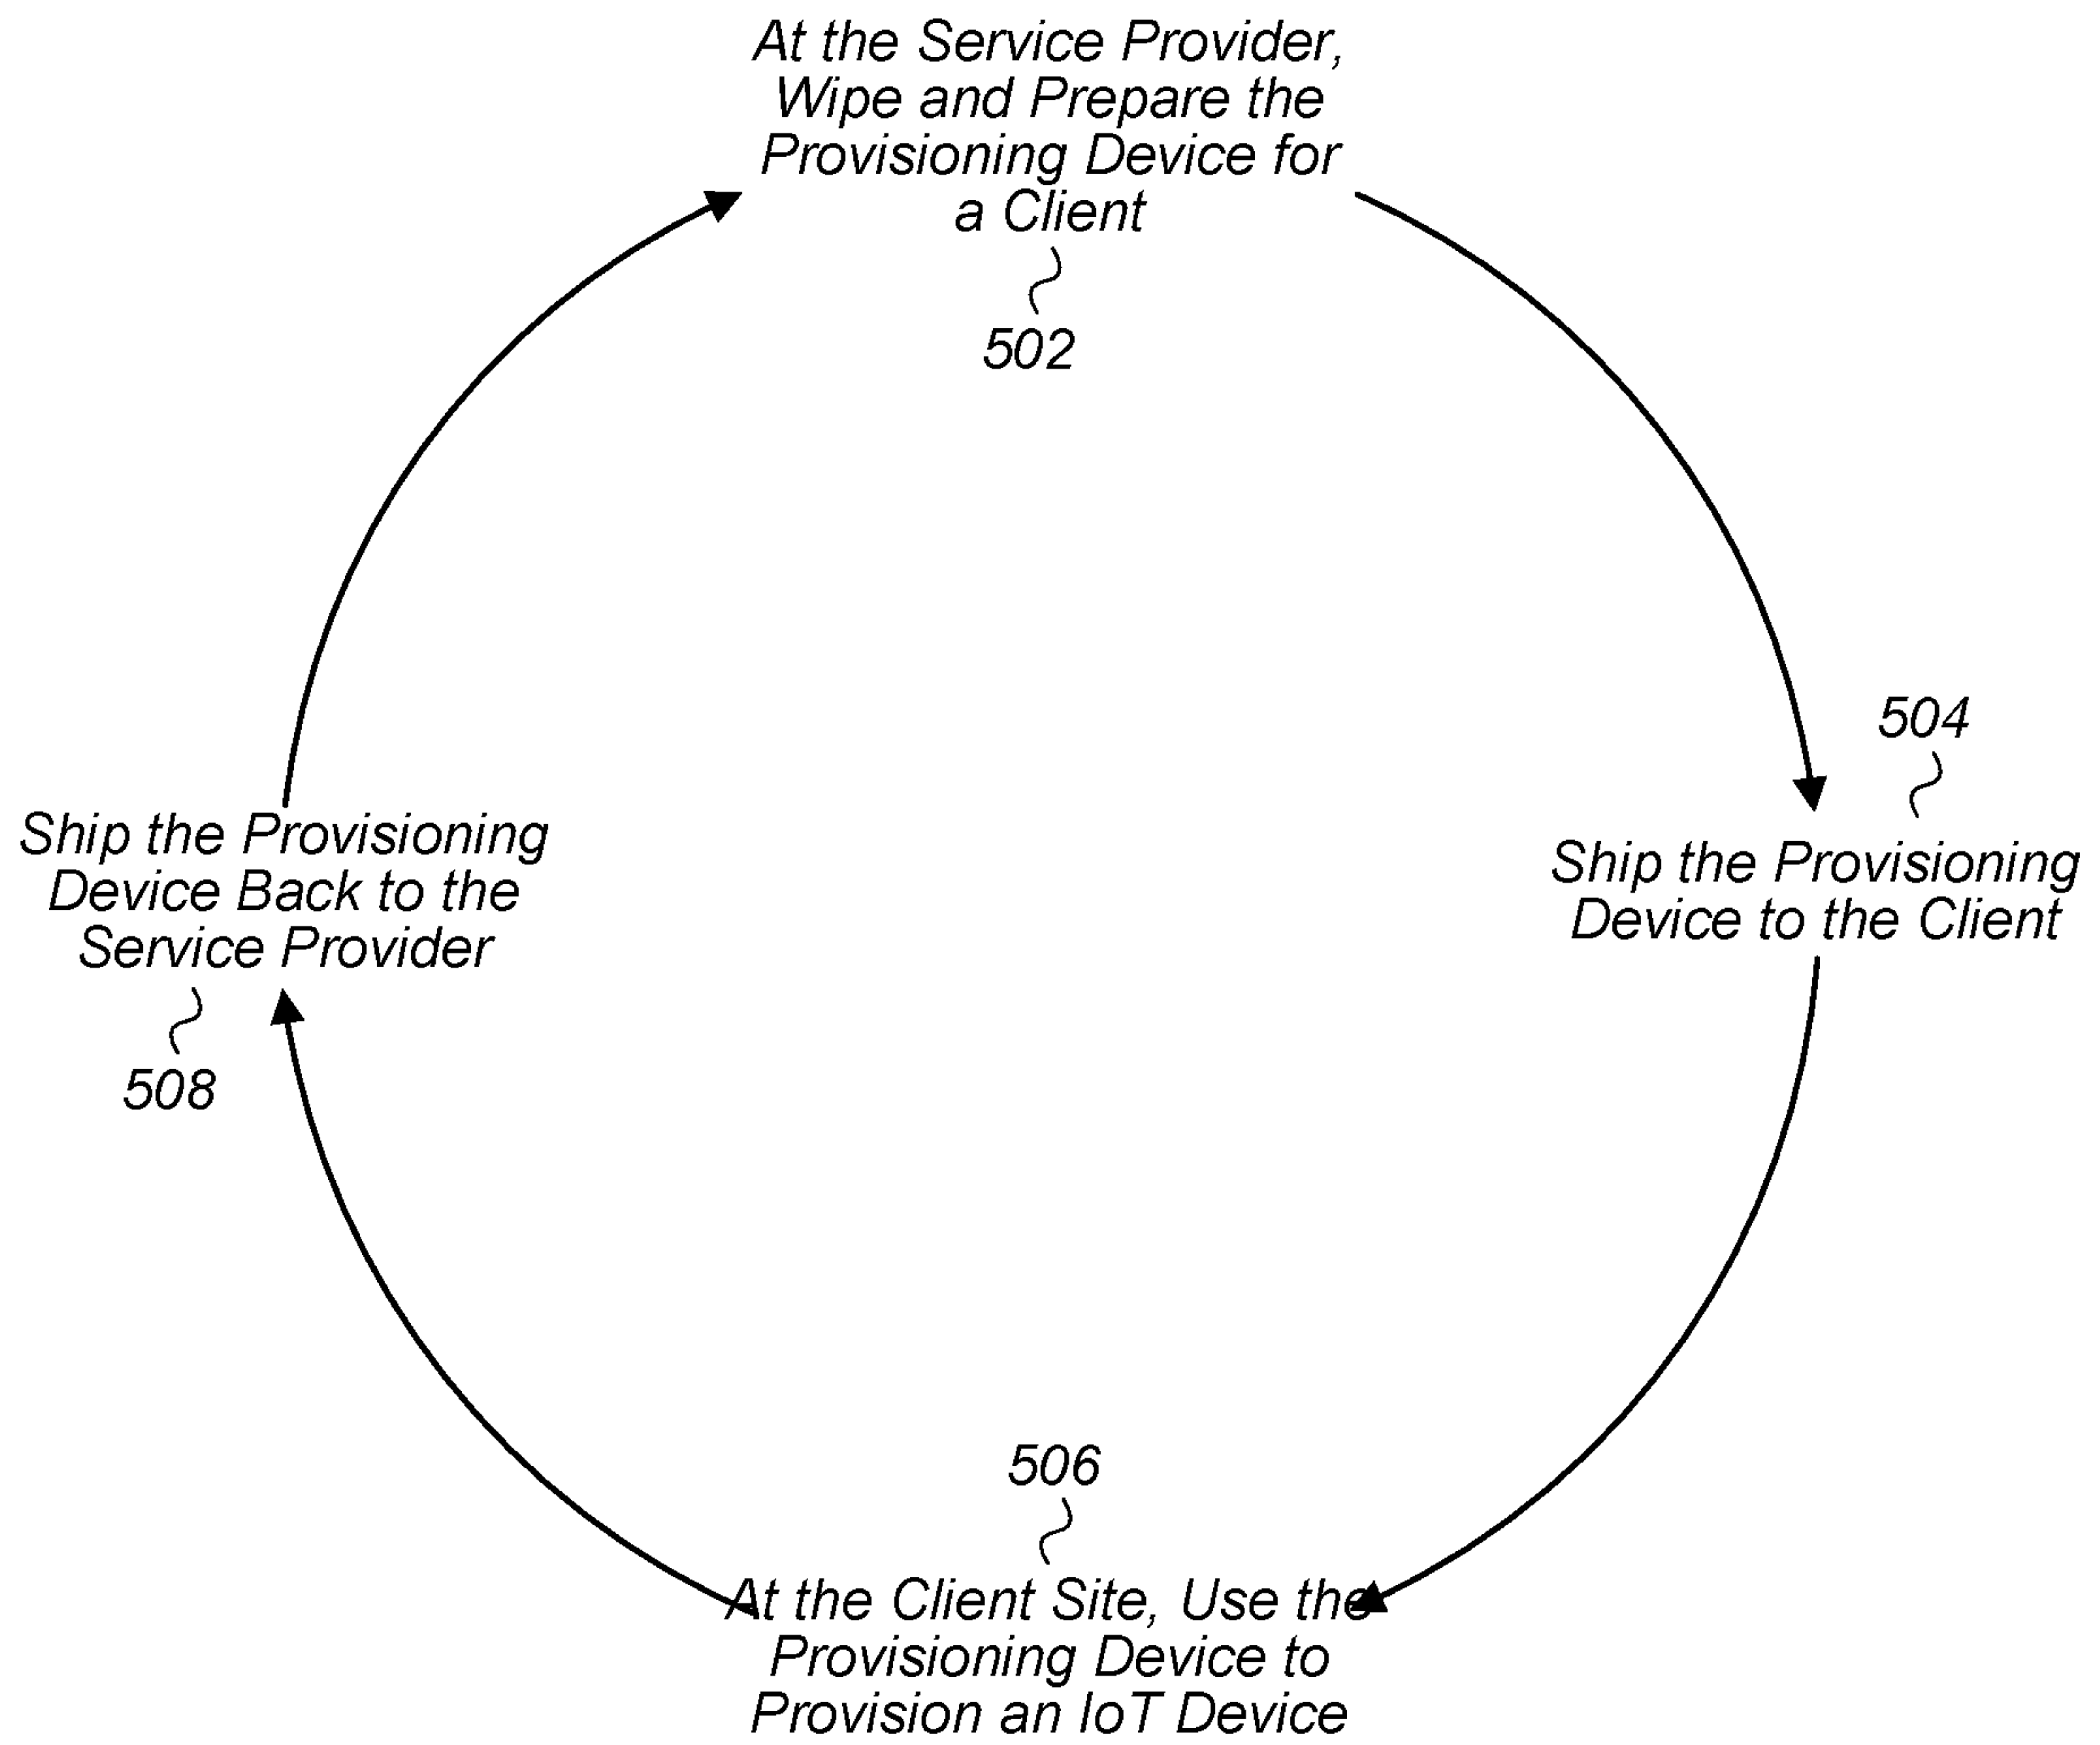 At the Service Provider,
Wipe and Prepare the
Provisioning Device for
a Client
502
504
Ship the Provisioning
Device to the Client
506
At the Client Site, Use the
Provisioning Device to
Provision an IoT Device
Ship the Provisioning
Device Back to the
Service Provider
508